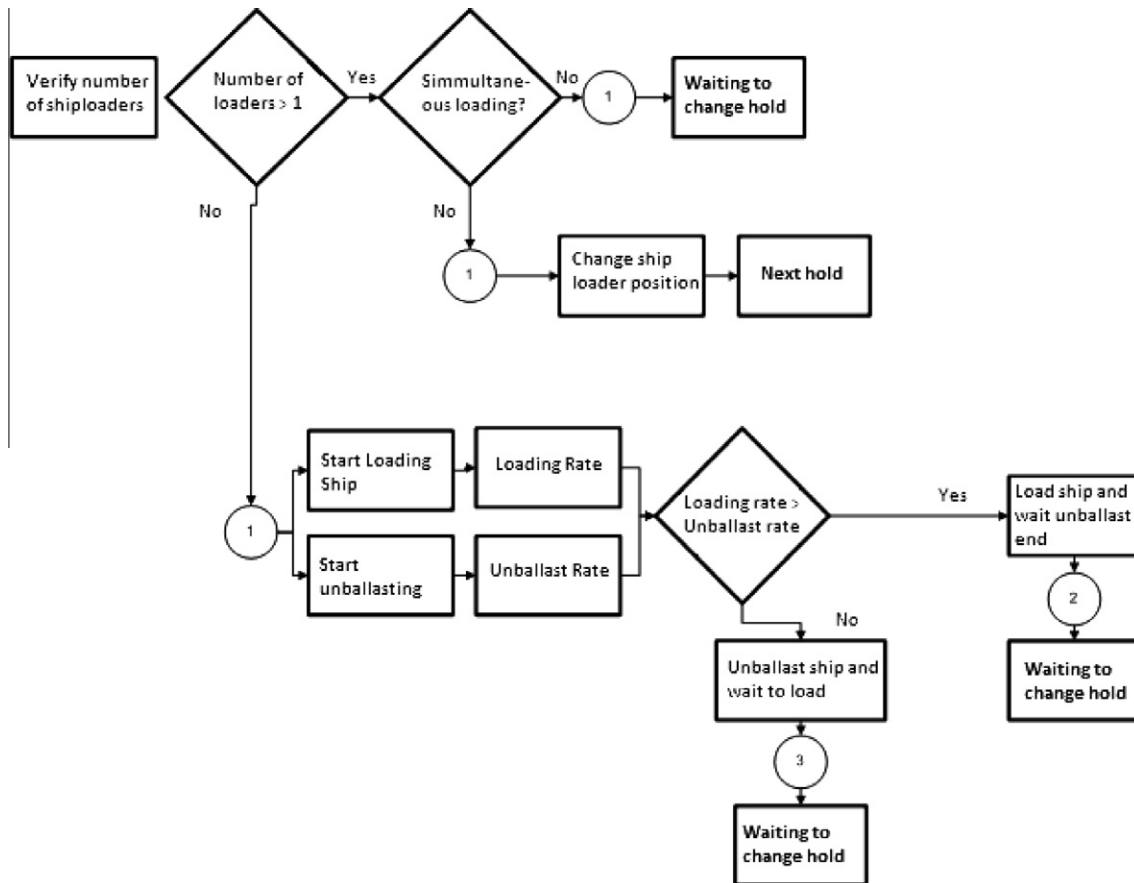 Verify number
of shiploaders
Number of
loaders > 1
Yes
Simmultane-
ous loading?
No
1
Waiting to
change hold
No
No
1
Change ship
loader position
Next hold
Start Loading
Ship
Loading Rate
1
Start
unballasting
Unballast Rate
Loading rate >
Unballast rate
Yes
Load ship and
wait unballast
end
2
Waiting to
change hold
No
Unballast ship and
wait to load
3
Waiting to
change hold